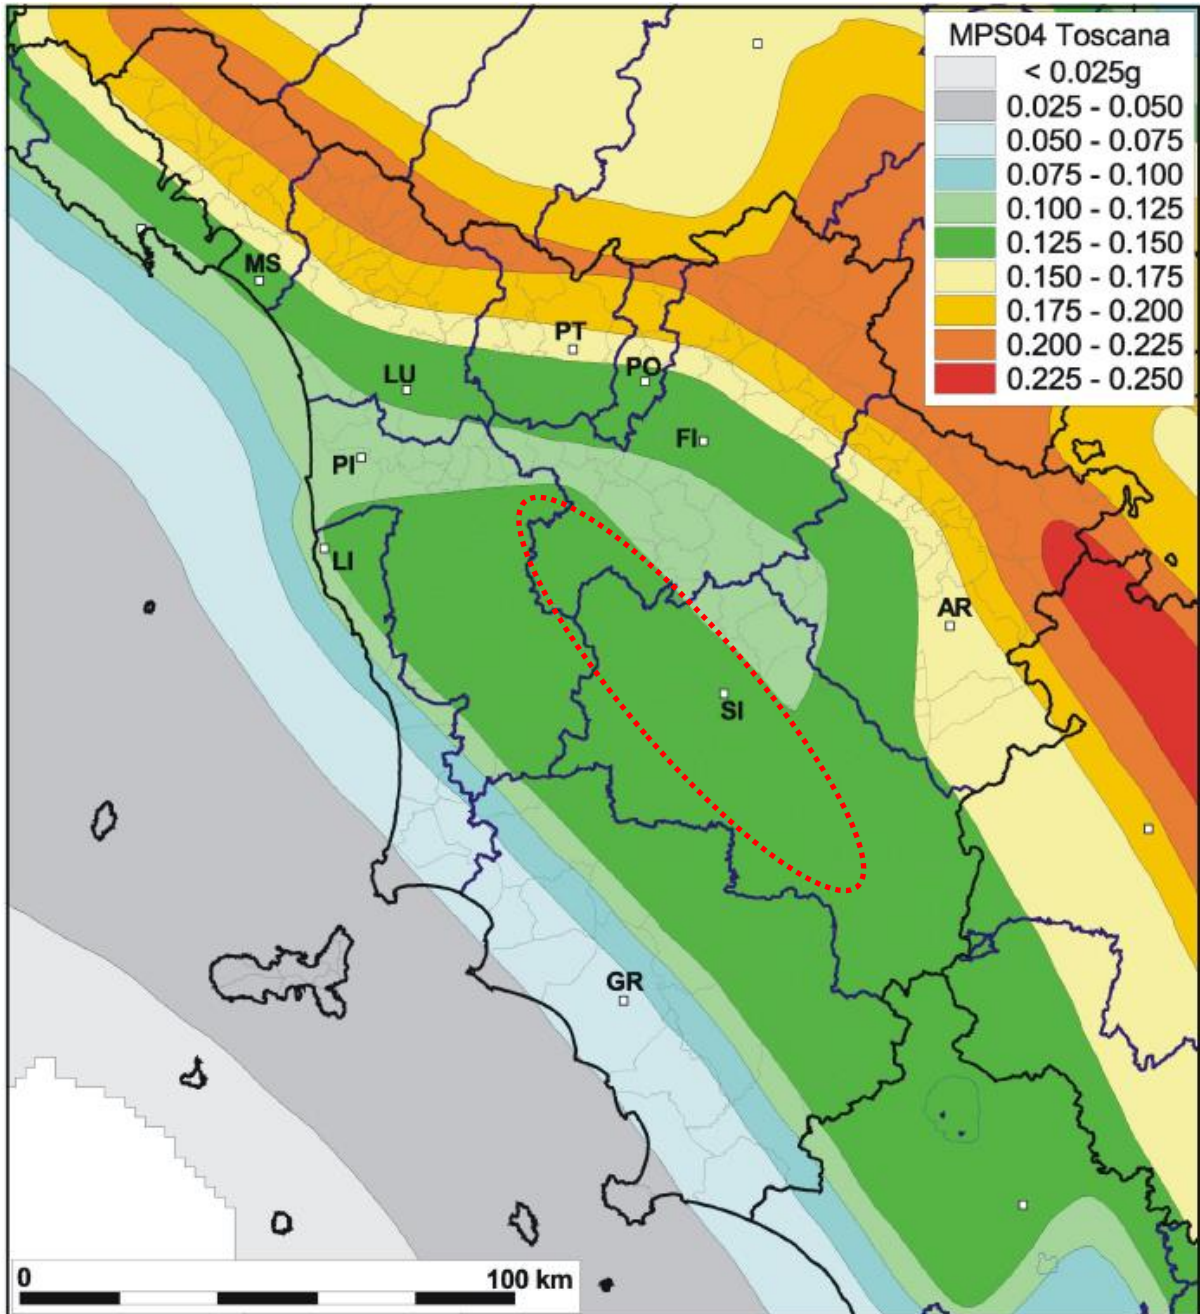 MPS04 Toscana
< 0.025g
0.025 - 0.050
0.050 - 0.075
0.075 - 0.100
0.100 - 0.125
0.125 - 0.150
0.150 - 0.175
0.175 - 0.200
0.200 - 0.225
0.225 - 0.250
MS
PT
PO
LU
FI
PI
LI
AR
SI
GR
0 100 km